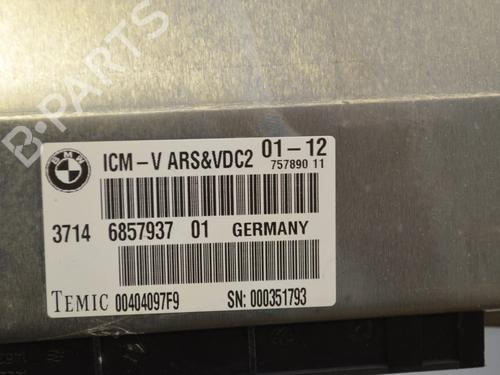 B-PARTS
BMW
ICM-V ARS&VDC2 01-12
757890 11
3714 6857937 01 GERMANY
TEMIC 00404097F9 SN: 000351793